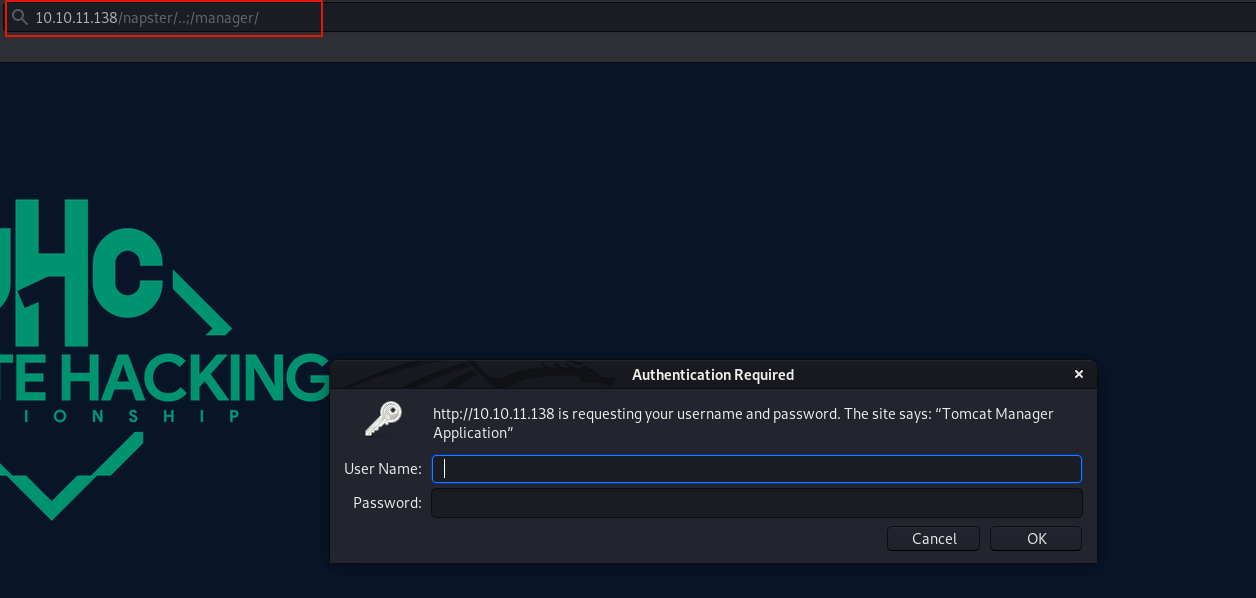 10.10.11.138/napster/..;/manager/
HC
TE HACKING
IONSHIP
Authentication Required
http://10.10.11.138 is requesting your username and password. The site says: “Tomcat Manager
Application”
User Name:
Password:
Cancel
OK